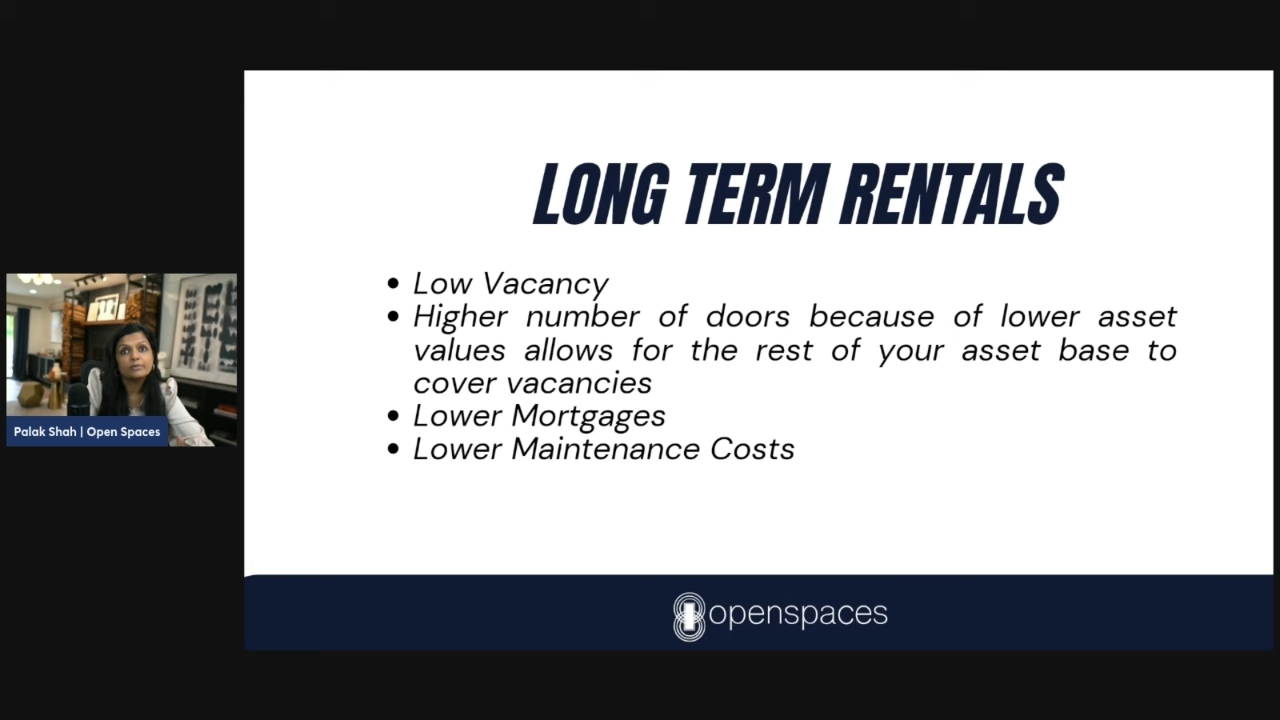 LONG TERM RENTALS
• Low Vacancy
• Higher number of doors because of lower asset
values allows for the rest of your asset base to
cover vacancies
• Lower Mortgages
• Lower Maintenance Costs
Palak Shah | Open Spaces
openspaces